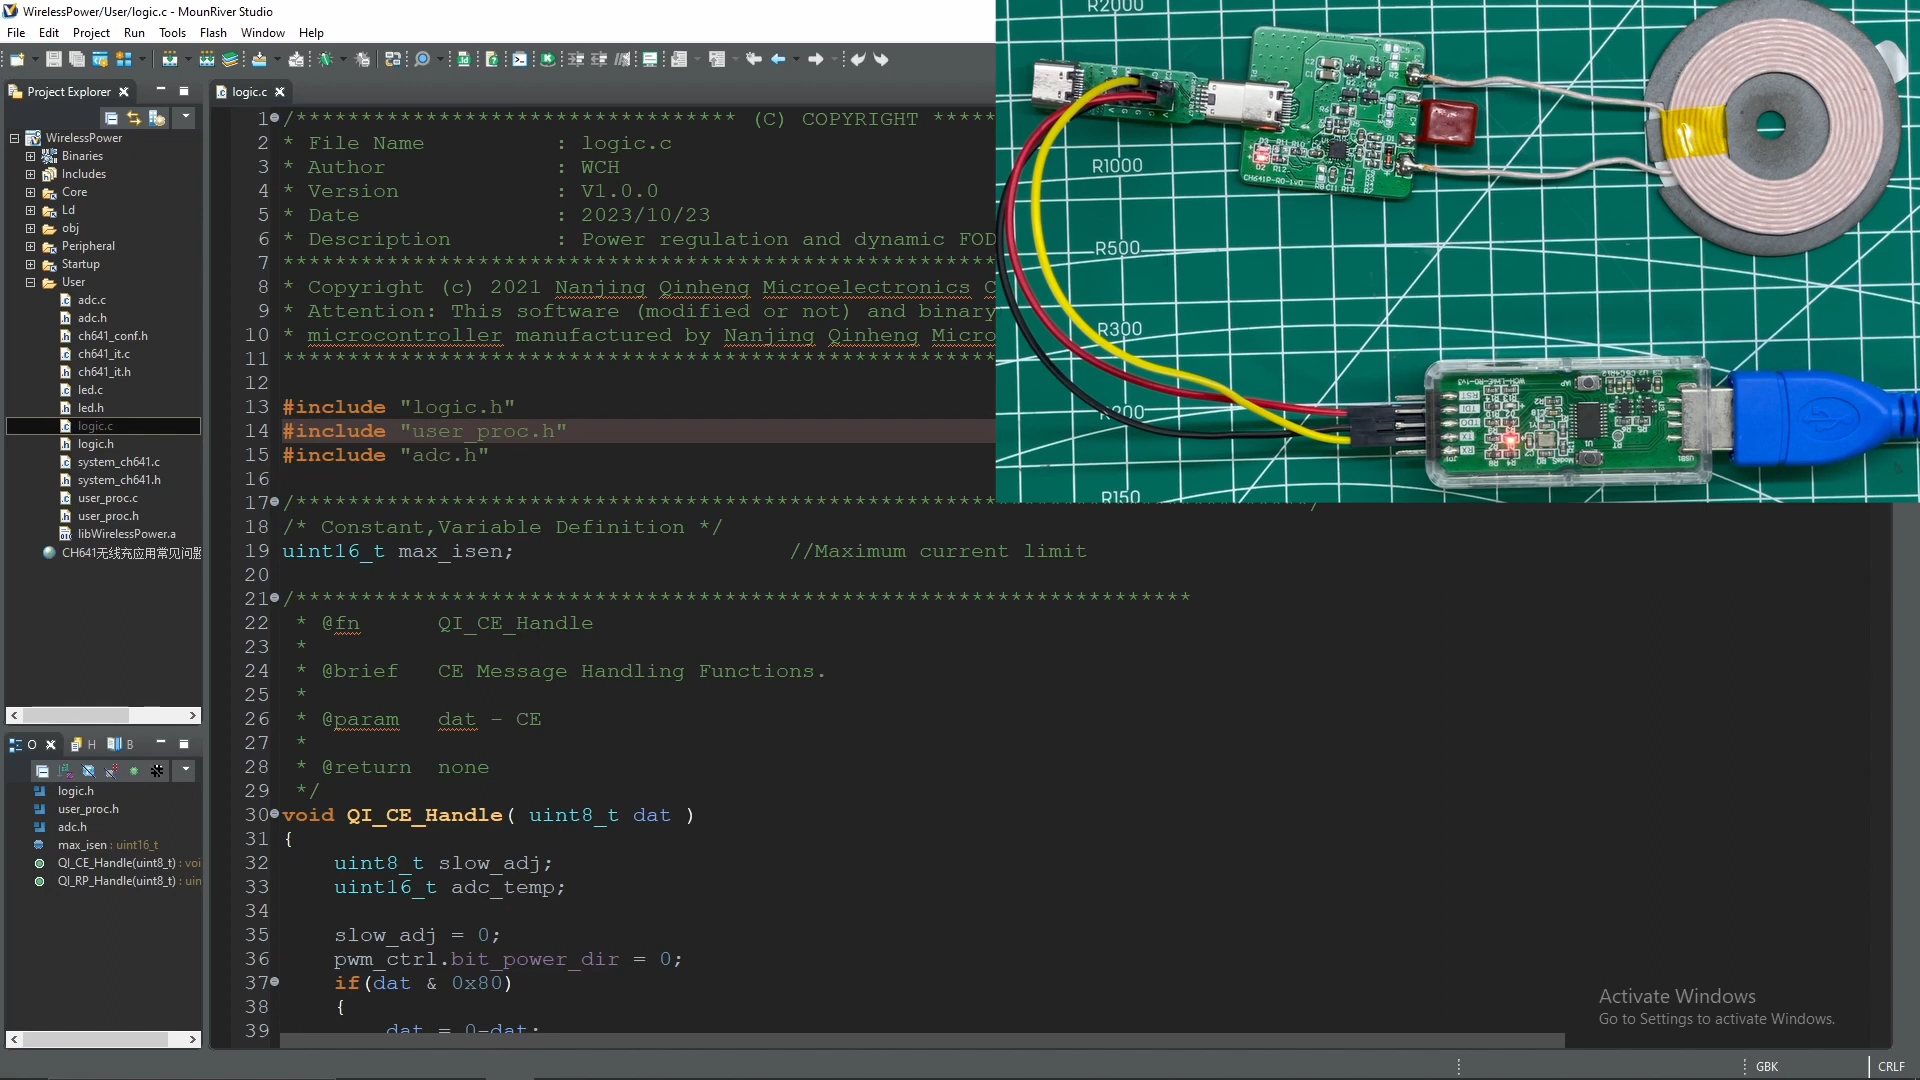 WirelessPower/User/logic.c - MounRiver Studio
File Edit Project Run Tools Flash Window Help
Project Explorer
WirelessPower
Binaries
Includes
Core
Ld
obj
Peripheral
Startup
User
adc.c
adc.h
ch641_conf.h
ch641_it.c
ch641_it.h
led.c
led.h
logic.c
logic.h
system_ch641.c
system_ch641.h
user_proc.c
user_proc.h
libWirelessPower.a
CH641无线充应用常见问题
O H B
logic.h
user_proc.h
adc.h
max_isen : uint16_t
QI_CE_Handle(uint8_t) : voi
QI_RP_Handle(uint8_t) : uin
logic.c
1 /********************************** (C) COPYRIGHT *****
2 * File Name : logic.c
3 * Author : WCH
4 * Version : V1.0.0
5 * Date : 2023/10/23
6 * Description : Power regulation and dynamic FOD
7 *******************************************************
8 * Copyright (c) 2021 Nanjing Qinheng Microelectronics C
9 * Attention: This software (modified or not) and binary
10 * microcontroller manufactured by Nanjing Qinheng Micro
11 *******************************************************
12
13 #include "logic.h"
14 #include "user_proc.h"
15 #include "adc.h"
16
17 /****************************************************** /
18 /* Constant,Variable Definition */
19 uint16_t max_isen; //Maximum current limit
20
21 /*********************************************************************
22 * @fn QI_CE_Handle
23 *
24 * @brief CE Message Handling Functions.
25 *
26 * @param dat - CE
27 *
28 * @return none
29 */
30 void QI_CE_Handle( uint8_t dat )
31 {
32 uint8_t slow_adj;
33 uint16_t adc_temp;
34
35 slow_adj = 0;
36 pwm_ctrl.bit_power_dir = 0;
37 if(dat & 0x80)
38 {
39 dat = 0-dat;
R2000
R1000
R500
R300
R200
R150
CH641P-R0-1v0
Activate Windows
Go to Settings to activate Windows.
GBK
CRLF